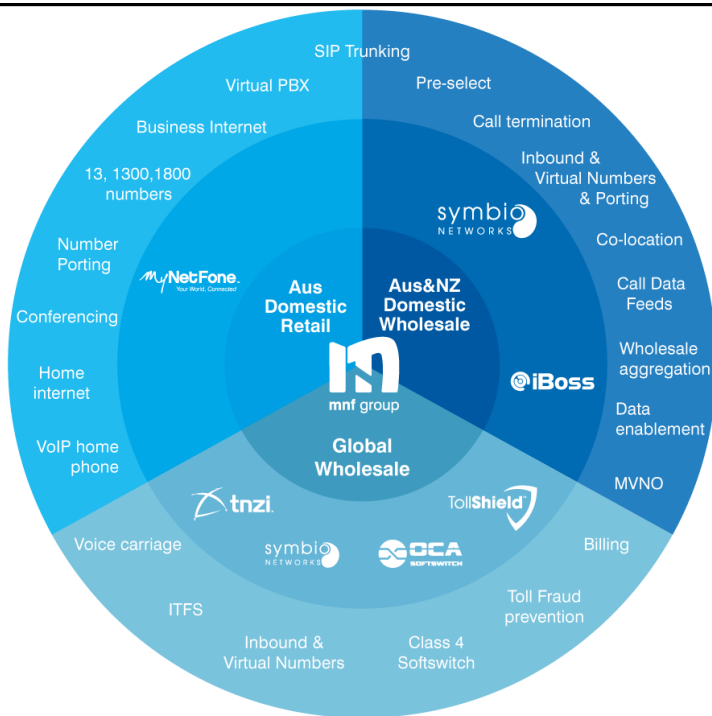 SIP Trunking
Virtual PBX
Business Internet
13, 1300,1800
numbers
Number
Porting
Conferencing
Home
internet
VoIP home
phone
MyNetFone
Your World, Connected
Aus
Domestic
Retail
Pre-select
Call termination
Inbound &
Virtual Numbers
& Porting
Co-location
Call Data
Feeds
Wholesale
aggregation
Data
enablement
MVNO
symbio
NETWORKS
iBoss
Aus&NZ
Domestic
Wholesale
mnf group
Global
Wholesale
tnzi
symbio
NETWORKS
OCA
SOFTSWITCH
TollShield
Voice carriage
ITFS
Inbound &
Virtual Numbers
Class 4
Softswitch
Toll Fraud
prevention
Billing